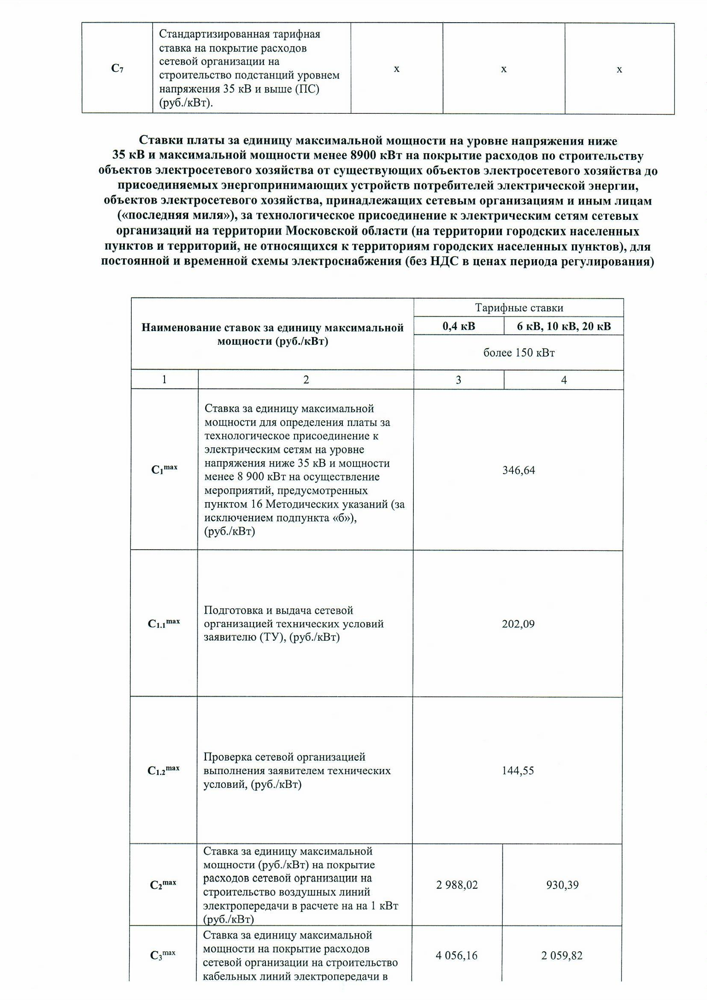 С7
Стандартизированная тарифная
ставка на покрытие расходов
сетевой организации на
строительство подстанций уровнем
напряжения 35 кВ и выше (ПС)
(руб./кВт).
х
х
х
Ставки платы за единицу максимальной мощности на уровне напряжения ниже
35 кВ и максимальной мощности менее 8900 кВт на покрытие расходов по строительству
объектов электросетевого хозяйства от существующих объектов электросетевого хозяйства до
присоединяемых энергопринимающих устройств потребителей электрической энергии,
объектов электросетевого хозяйства, принадлежащих сетевым организациям и иным лицам
(«последняя миля»), за технологическое присоединение к электрическим сетям сетевых
организаций на территории Московской области (на территории городских населенных
пунктов и территорий, не относящихся к территориям городских населенных пунктов), для
постоянной и временной схемы электроснабжения (без НДС в ценах периода регулирования)
Наименование ставок за единицу максимальной
мощности (руб./кВт)
Тарифные ставки
0,4 кВ
6 кВ, 10 кВ, 20 кВ
более 150 кВт
1
2
3
4
С1max
Ставка за единицу максимальной
мощности для определения платы за
технологическое присоединение к
электрическим сетям на уровне
напряжения ниже 35 кВ и мощности
менее 8 900 кВт на осуществление
мероприятий, предусмотренных
пунктом 16 Методических указаний (за
исключением подпункта «б»),
(руб./кВт)
346,64
С1.1max
Подготовка и выдача сетевой
организацией технических условий
заявителю (ТУ), (руб./кВт)
202,09
С1.2max
Проверка сетевой организацией
выполнения заявителем технических
условий, (руб./кВт)
144,55
С2max
Ставка за единицу максимальной
мощности (руб./кВт) на покрытие
расходов сетевой организации на
строительство воздушных линий
электропередачи в расчете на на 1 кВт
(руб./кВт)
2 988,02
930,39
С3max
Ставка за единицу максимальной
мощности на покрытие расходов
сетевой организации на строительство
кабельных линий электропередачи в
4 056,16
2 059,82